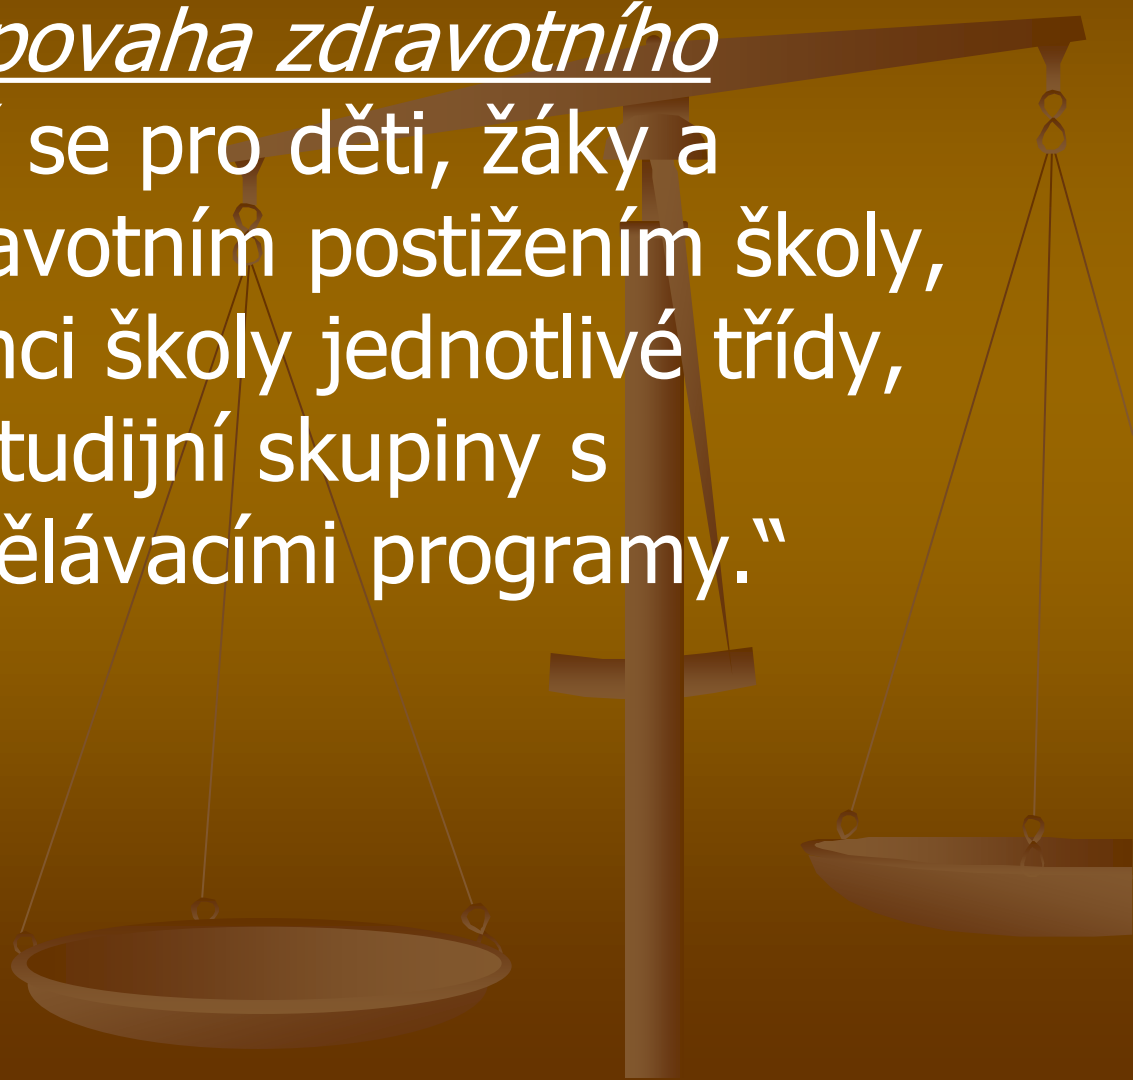 povaha zdravotního
se pro děti, žáky a
avotním postižením školy,
nci školy jednotlivé třídy,
tudijní skupiny s
ělávacími programy.“